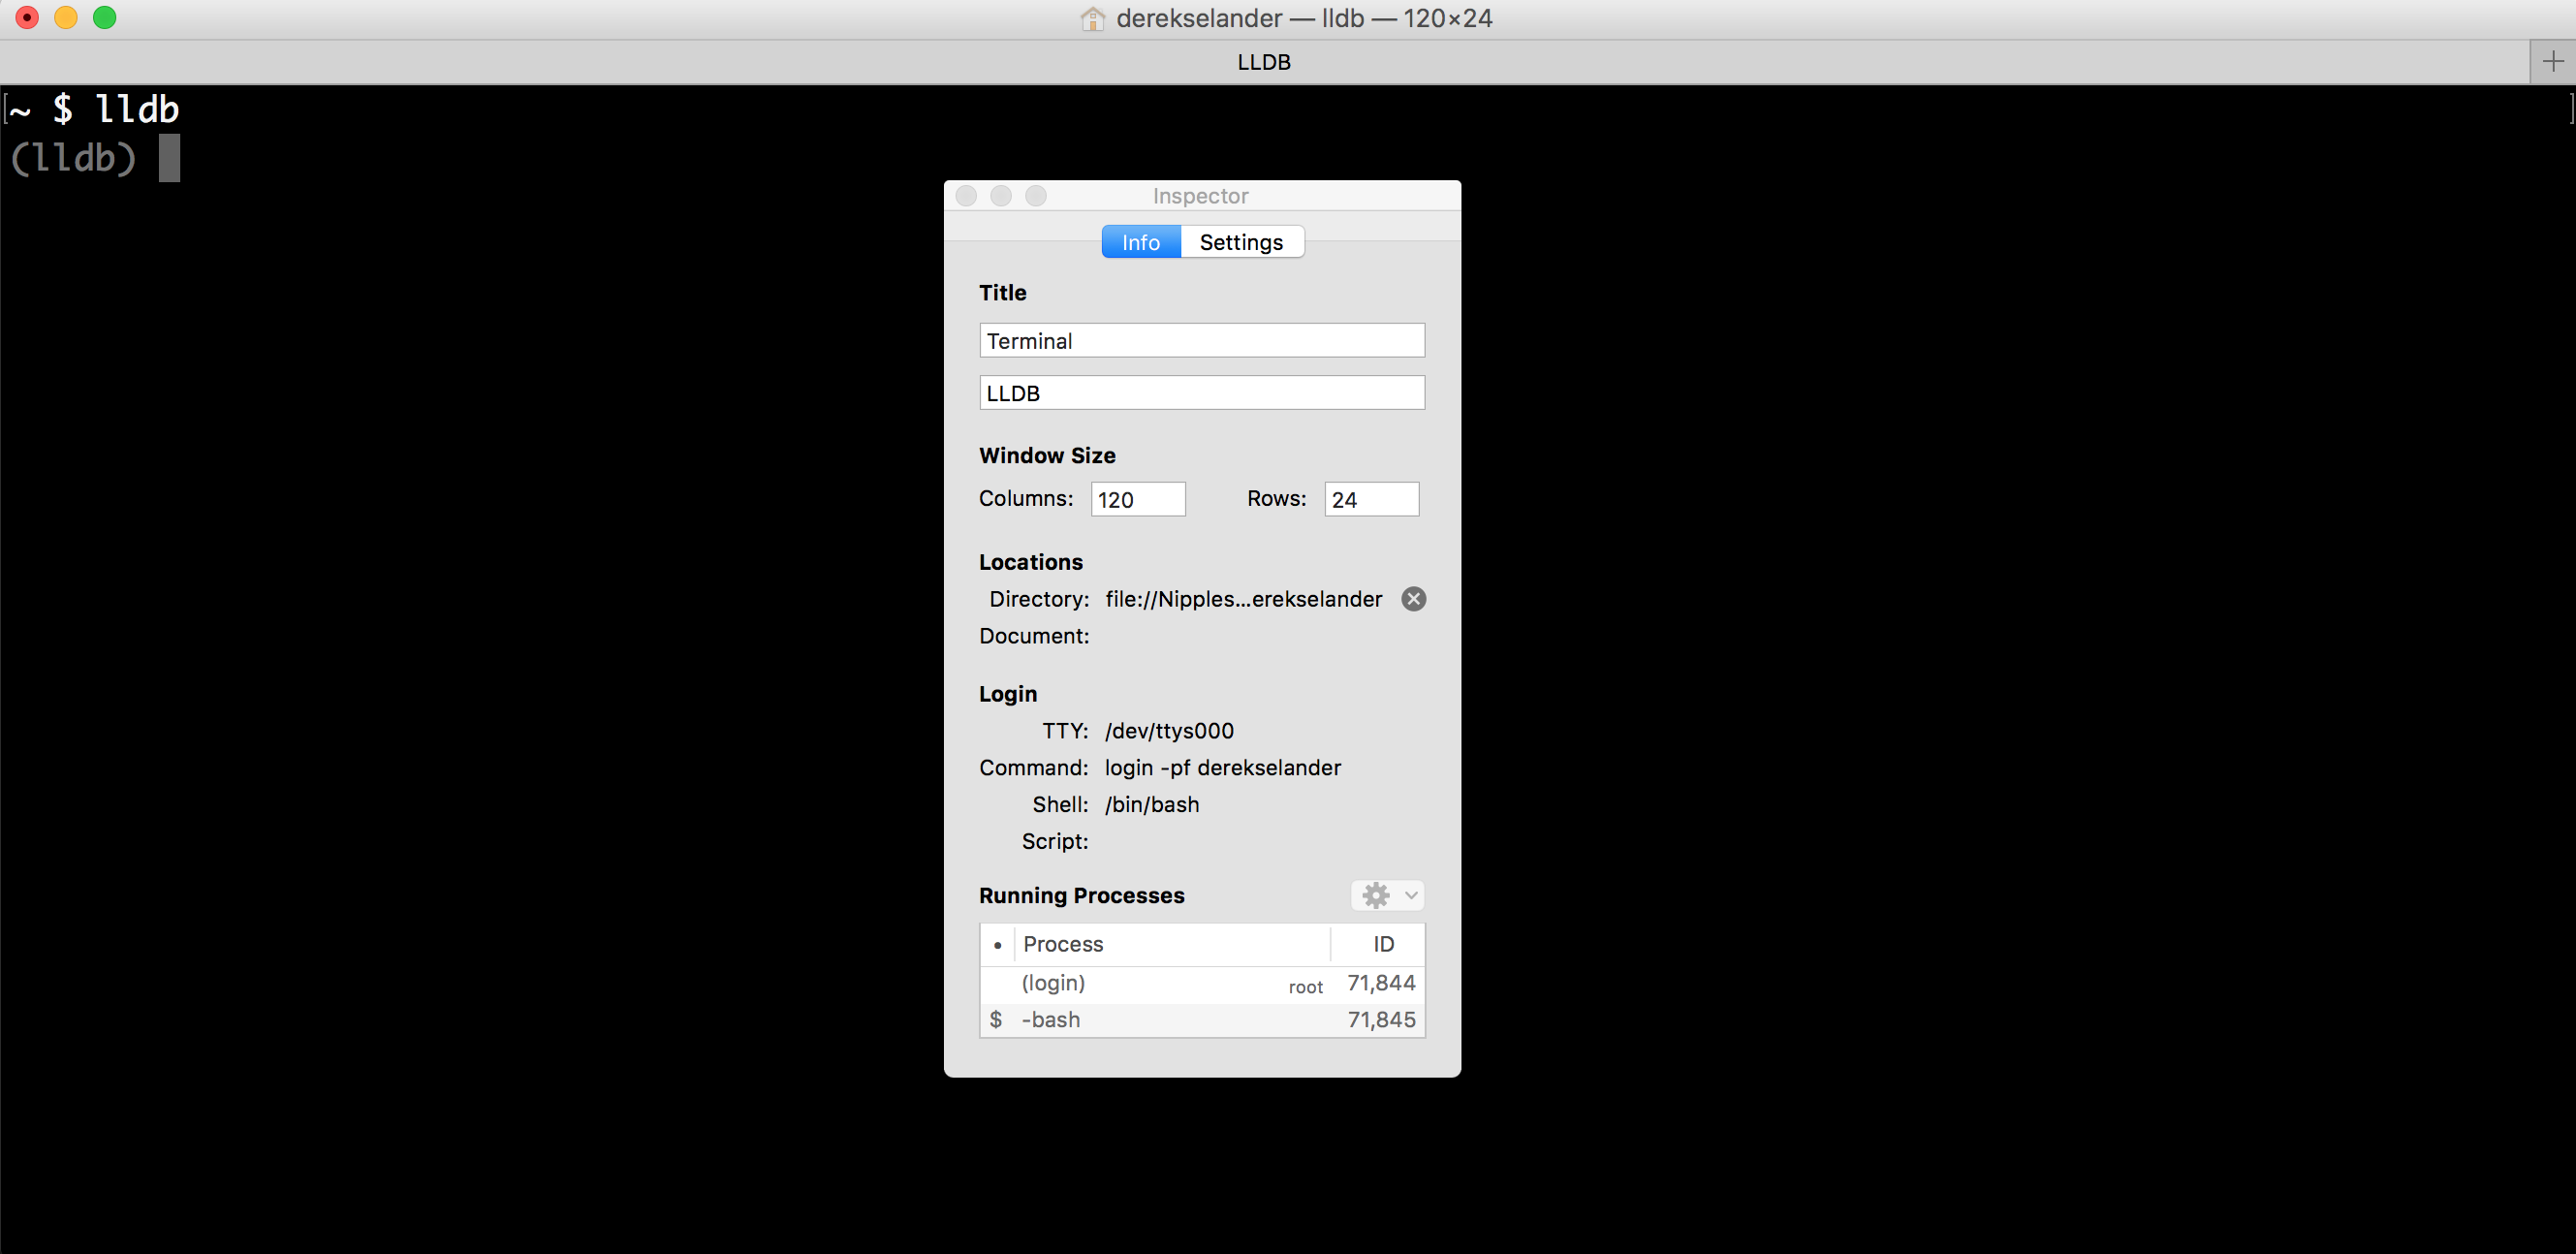 derekselander — lldb — 120×24
LLDB
~ $ lldb
(lldb)
Inspector
Info Settings
Title
Terminal
LLDB
Window Size
Columns: 120 Rows: 24
Locations
Directory: file://Nipples...erekselander
Document:
Login
TTY: /dev/ttys000
Command: login -pf derekselander
Shell: /bin/bash
Script:
Running Processes
• Process ID
(login) root 71,844
$ -bash 71,845